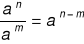 a^n / a^m = a^(n−m)